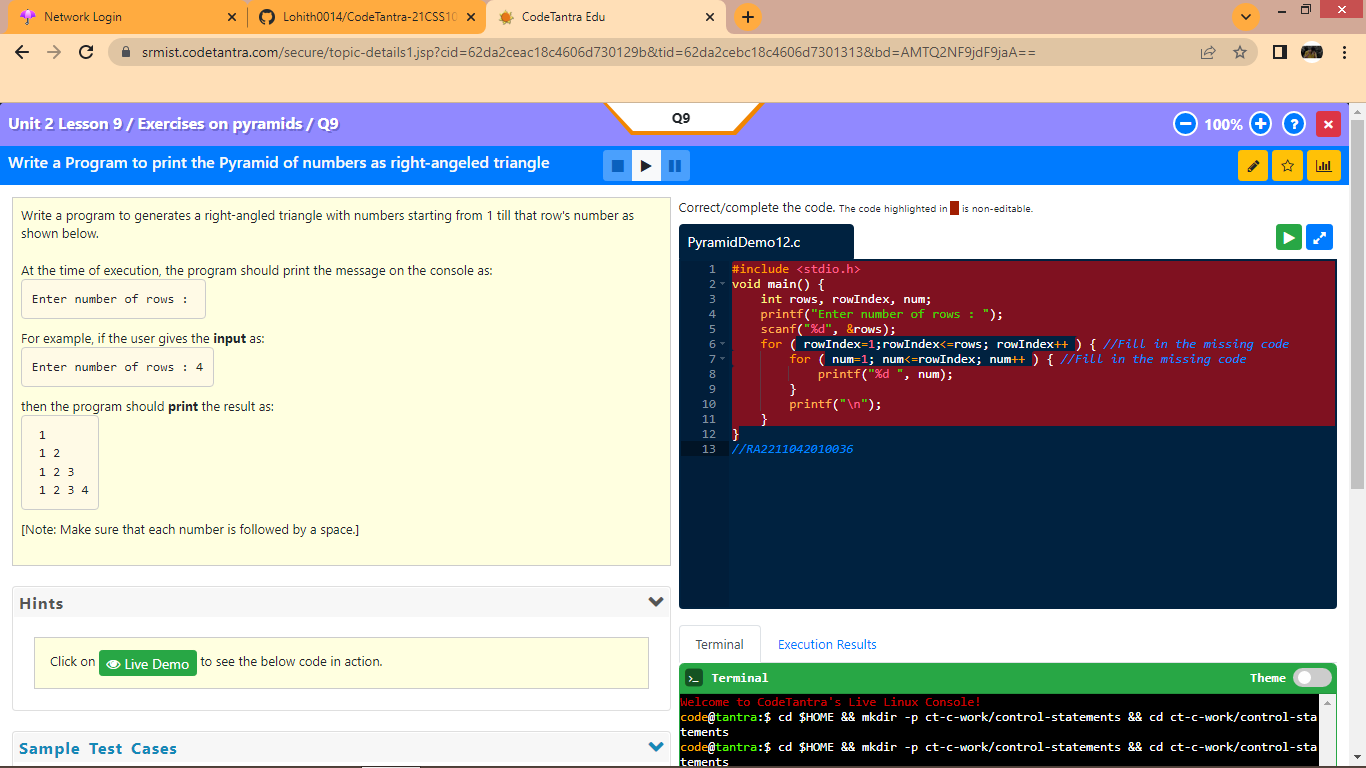 Network Login
Lohith0014/CodeTantra-21CSS10
CodeTantra Edu
srmist.codetantra.com/secure/topic-details1.jsp?cid=62da2ceac18c4606d730129b&tid=62da2cebc18c4606d7301313&bd=AMTQ2NF9jdF9jaA==
Unit 2 Lesson 9 / Exercises on pyramids / Q9
Q9
100%
Write a Program to print the Pyramid of numbers as right-angeled triangle
Write a program to generates a right-angled triangle with numbers starting from 1 till that row's number as
shown below.
At the time of execution, the program should print the message on the console as:
Enter number of rows :
For example, if the user gives the input as:
Enter number of rows : 4
then the program should print the result as:
1
1 2
1 2 3
1 2 3 4
[Note: Make sure that each number is followed by a space.]
Hints
Click on Live Demo to see the below code in action.
Sample Test Cases
Correct/complete the code. The code highlighted in is non-editable.
PyramidDemo12.c
1 #include <stdio.h>
2 void main() {
3 int rows, rowIndex, num;
4 printf("Enter number of rows : ");
5 scanf("%d", &rows);
6 for ( rowIndex=1;rowIndex<=rows; rowIndex++ ) { //Fill in the missing code
7 for ( num=1; num<=rowIndex; num++ ) { //Fill in the missing code
8 printf("%d ", num);
9 }
10 printf("\n");
11 }
12 }
13 //RA2211042010036
Terminal
Execution Results
Terminal
Theme
Welcome to CodeTantra's Live Linux Console!
code@tantra:$ cd $HOME && mkdir -p ct-c-work/control-statements && cd ct-c-work/control-sta
tements
code@tantra:$ cd $HOME && mkdir -p ct-c-work/control-statements && cd ct-c-work/control-sta
tements